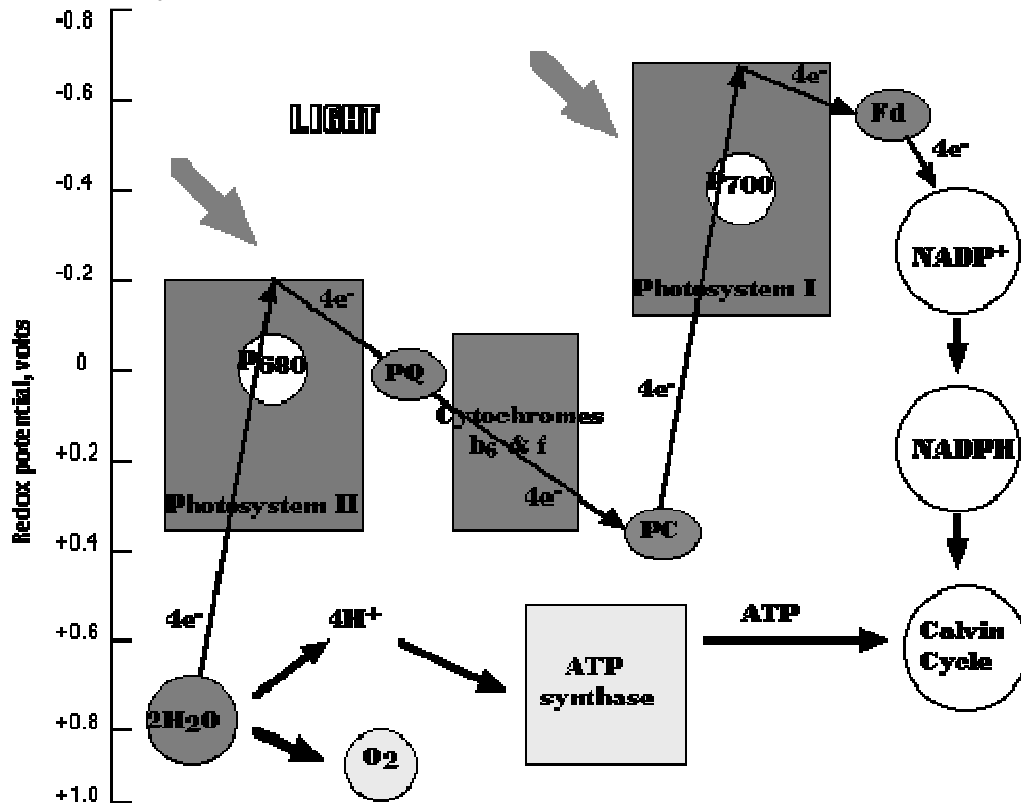 -0.8
-0.6
-0.4
-0.2
0
+0.2
+0.4
+0.6
+0.8
+1.0
Redox potential, volts
LIGHT
4e⁻
Fd
4e⁻
P700
NADP⁺
Photosystem I
4e⁻
P680
PQ
Cytochromes
b₆ & f
4e⁻
Photosystem II
4e⁻
PC
NADPH
4e⁻
4H⁺
ATP
ATP
synthase
Calvin
Cycle
2H₂O
O₂